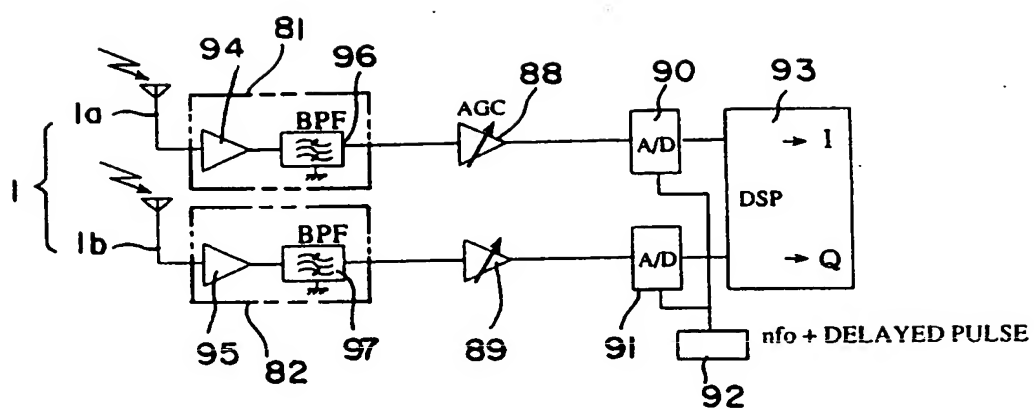 81
94
96
88
90
93
1a
BPF
AGC
A/D
I
1
DSP
1b
BPF
A/D
Q
95
82
97
89
91
92
nfo + DELAYED PULSE